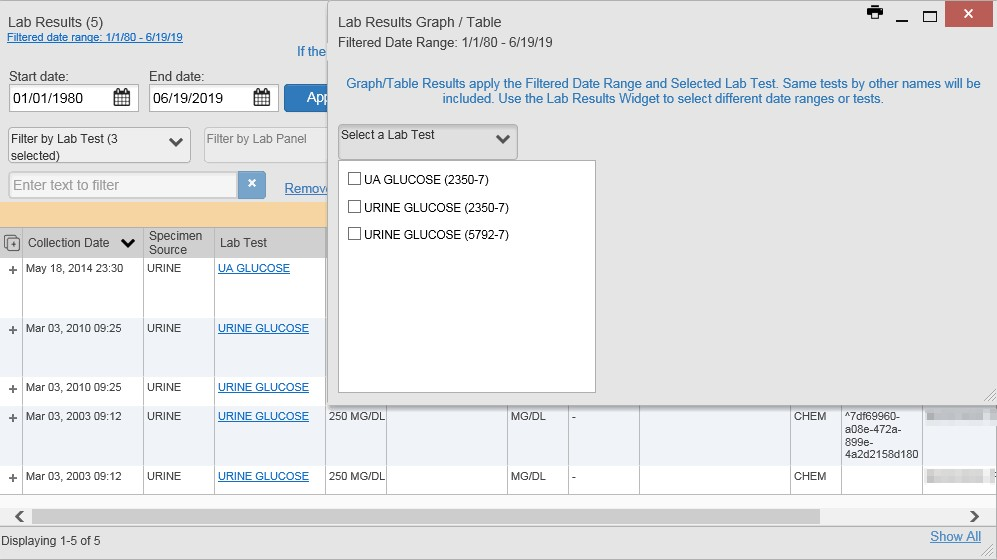 Lab Results (5)
Filtered date range: 1/1/80 - 6/19/19
If the
Start date:
End date:
01/01/1980
06/19/2019
App
Filter by Lab Test (3
selected)
Filter by Lab Panel
Enter text to filter
Remov
Lab Results Graph / Table
Filtered Date Range: 1/1/80 - 6/19/19
Graph/Table Results apply the Filtered Date Range and Selected Lab Test. Same tests by other names will be
included. Use the Lab Results Widget to select different date ranges or tests.
Select a Lab Test
UA GLUCOSE (2350-7)
URINE GLUCOSE (2350-7)
URINE GLUCOSE (5792-7)
Collection Date Specimen Source Lab Test
May 18, 2014 23:30 URINE UA GLUCOSE
Mar 03, 2010 09:25 URINE URINE GLUCOSE
Mar 03, 2010 09:25 URINE URINE GLUCOSE
Mar 03, 2003 09:12 URINE URINE GLUCOSE 250 MG/DL MG/DL - CHEM ^7df69960-
a08e-472a-
899e-
4a2d2158d180
Mar 03, 2003 09:12 URINE URINE GLUCOSE 250 MG/DL MG/DL - CHEM
Displaying 1-5 of 5
Show All